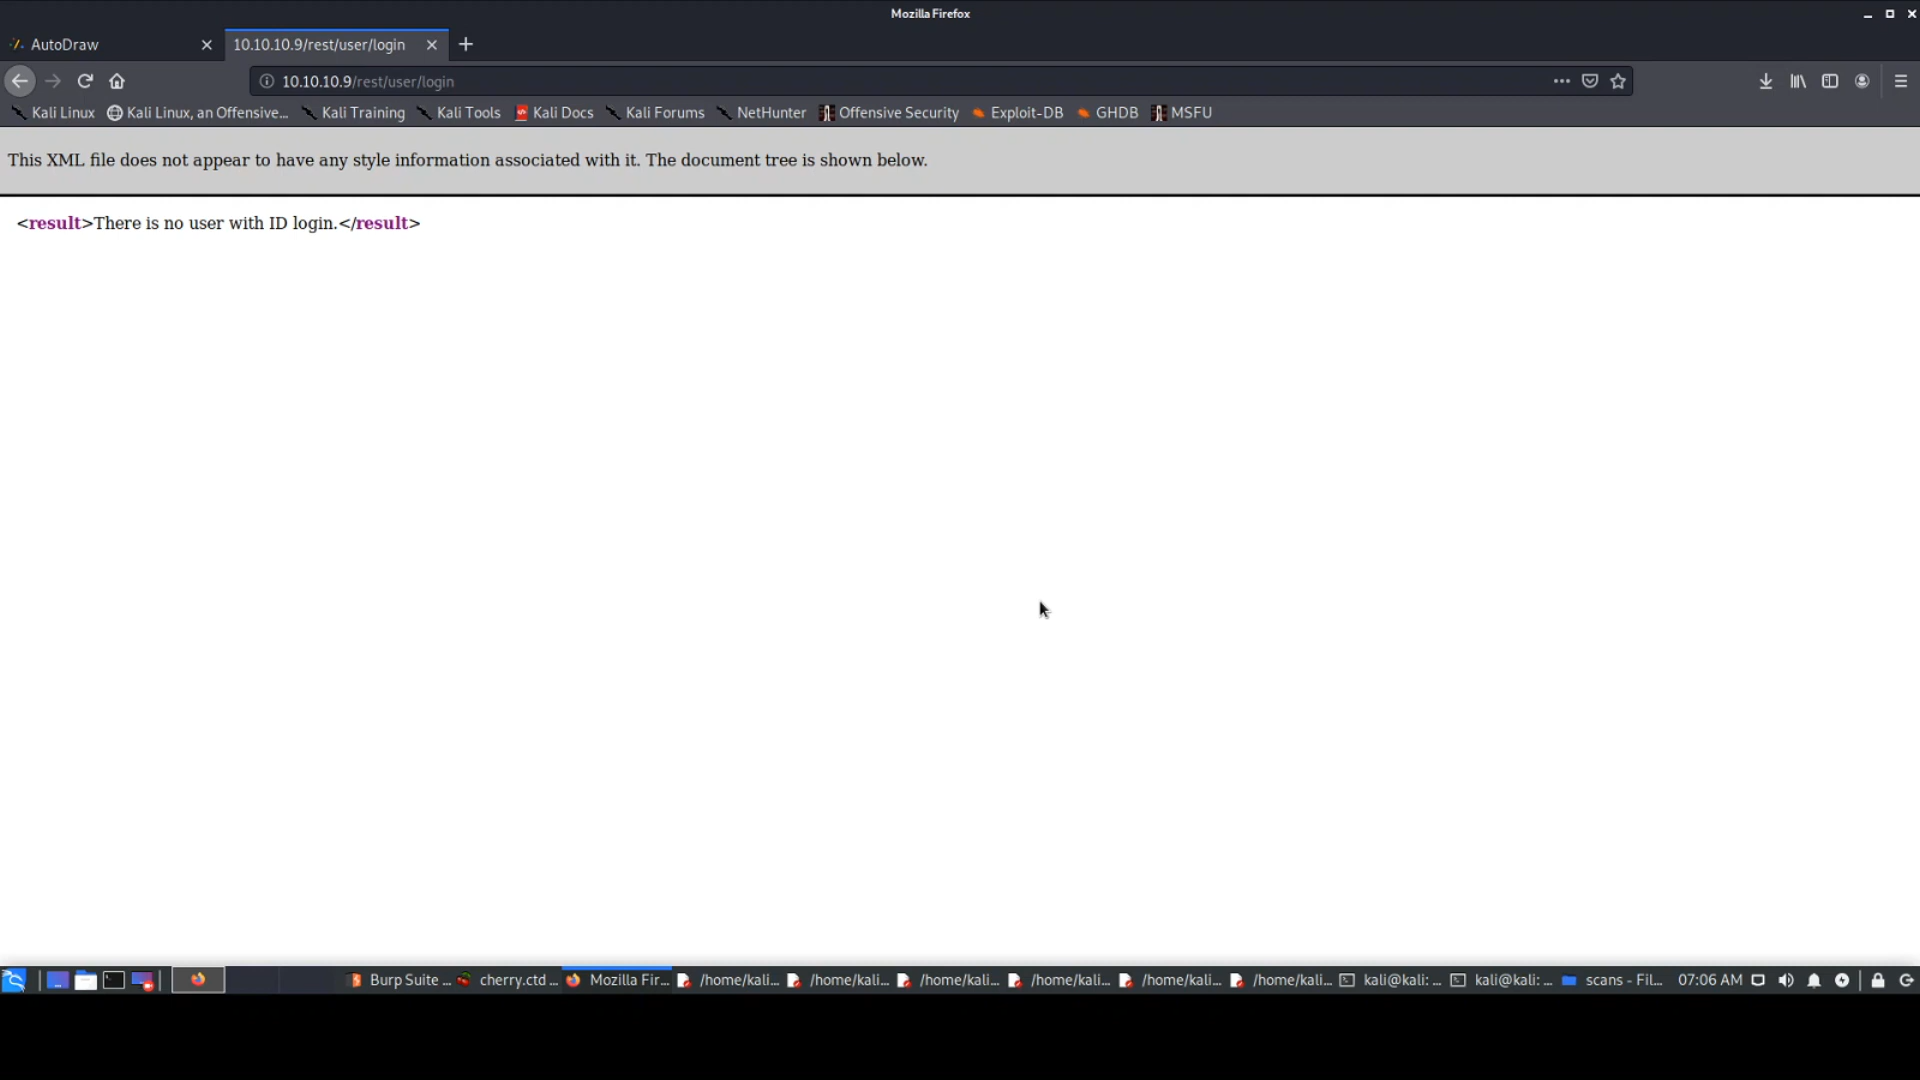 Mozilla Firefox
AutoDraw
10.10.10.9/rest/user/login
10.10.10.9/rest/user/login
Kali Linux
Kali Linux, an Offensive…
Kali Training
Kali Tools
Kali Docs
Kali Forums
NetHunter
Offensive Security
Exploit-DB
GHDB
MSFU
This XML file does not appear to have any style information associated with it. The document tree is shown below.
<result>There is no user with ID login.</result>
Burp Suite ...
cherry.ctd ...
Mozilla Fir...
/home/kali...
/home/kali...
/home/kali...
/home/kali...
/home/kali...
/home/kali...
kali@kali: ...
kali@kali: ...
scans - Fil...
07:06 AM